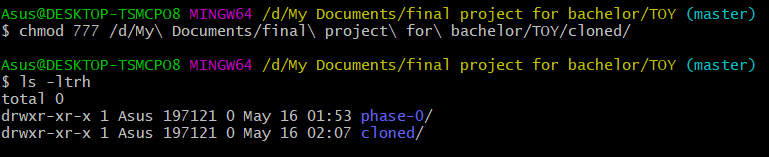 Asus@DESKTOP-TSMCPO8 MINGW64 /d/My Documents/final project for bachelor/TOY (master)
$ chmod 777 /d/My\ Documents/final\ project\ for\ bachelor/TOY/cloned/
Asus@DESKTOP-TSMCPO8 MINGW64 /d/My Documents/final project for bachelor/TOY (master)
$ ls -ltrh
total 0
drwxr-xr-x 1 Asus 197121 0 May 16 01:53 phase-0/
drwxr-xr-x 1 Asus 197121 0 May 16 02:07 cloned/